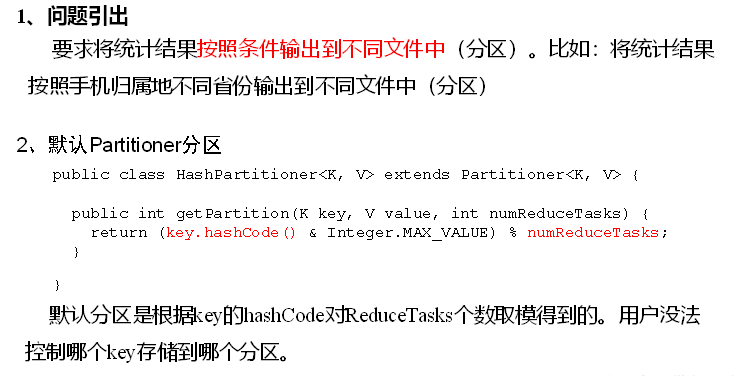 1、问题引出
要求将统计结果按照条件输出到不同文件中（分区）。比如：将统计结果
按照手机归属地不同省份输出到不同文件中（分区）
2、默认Partitioner分区
public class HashPartitioner<K, V> extends Partitioner<K, V> {
public int getPartition(K key, V value, int numReduceTasks) {
return (key.hashCode() & Integer.MAX_VALUE) % numReduceTasks;
}
}
默认分区是根据key的hashCode对ReduceTasks个数取模得到的。用户没法
控制哪个key存储到哪个分区。